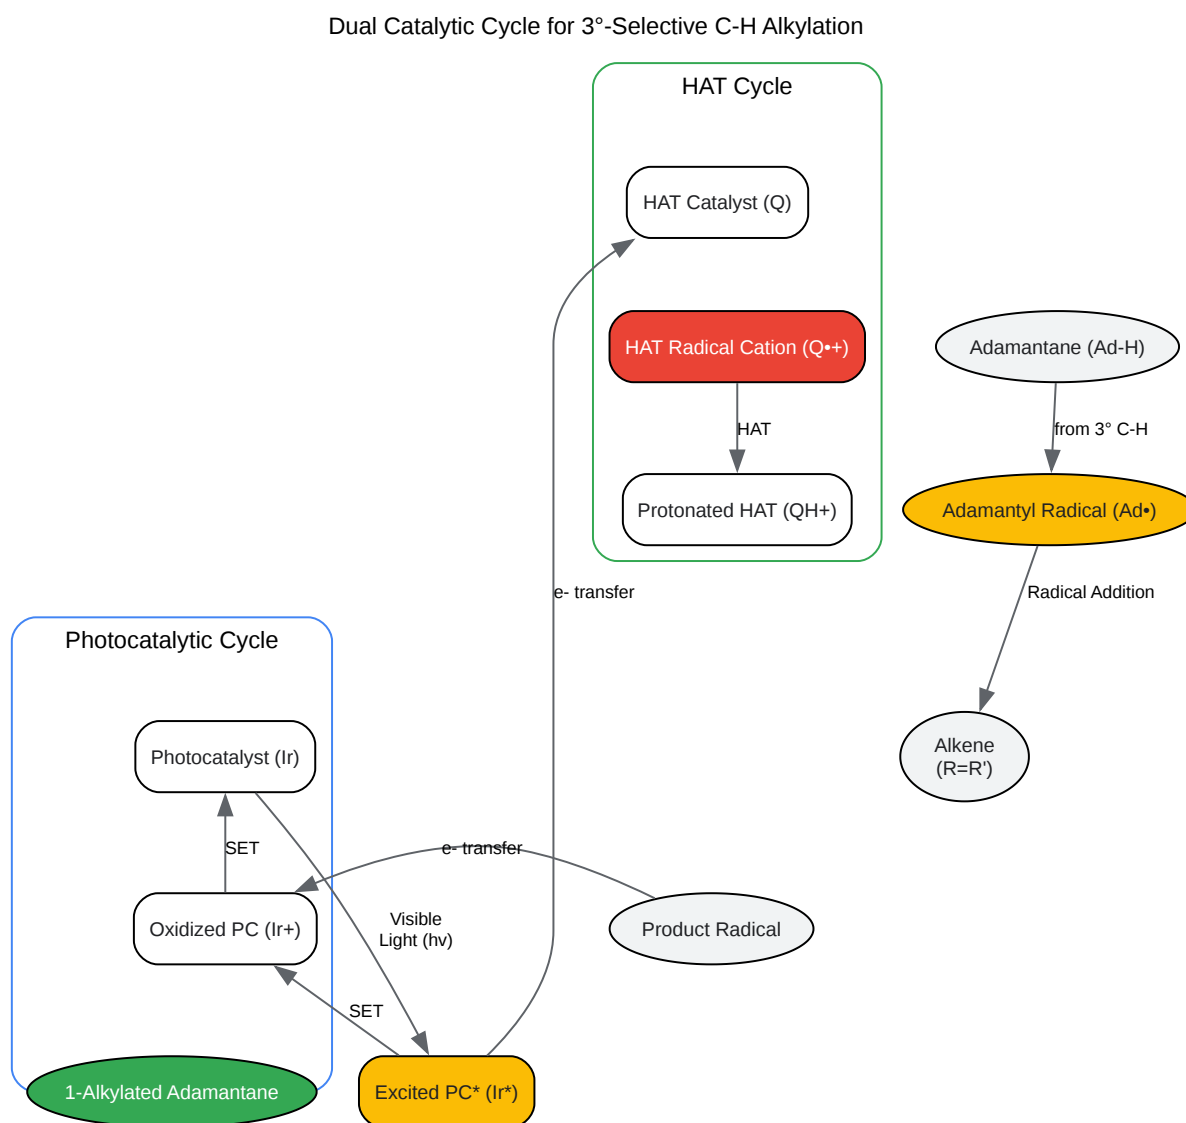 Dual Catalytic Cycle for 3°-Selective C-H Alkylation
HAT Cycle
HAT Catalyst (Q)
HAT Radical Cation (Q•+)
Adamantane (Ad-H)
HAT
from 3° C-H
Protonated HAT (QH+)
Adamantyl Radical (Ad•)
e- transfer
Radical Addition
Photocatalytic Cycle
Photocatalyst (Ir)
Alkene
(R=R')
SET
e- transfer
Oxidized PC (Ir+)
Visible
Light (hv)
Product Radical
SET
1-Alkylated Adamantane
Excited PC* (Ir*)